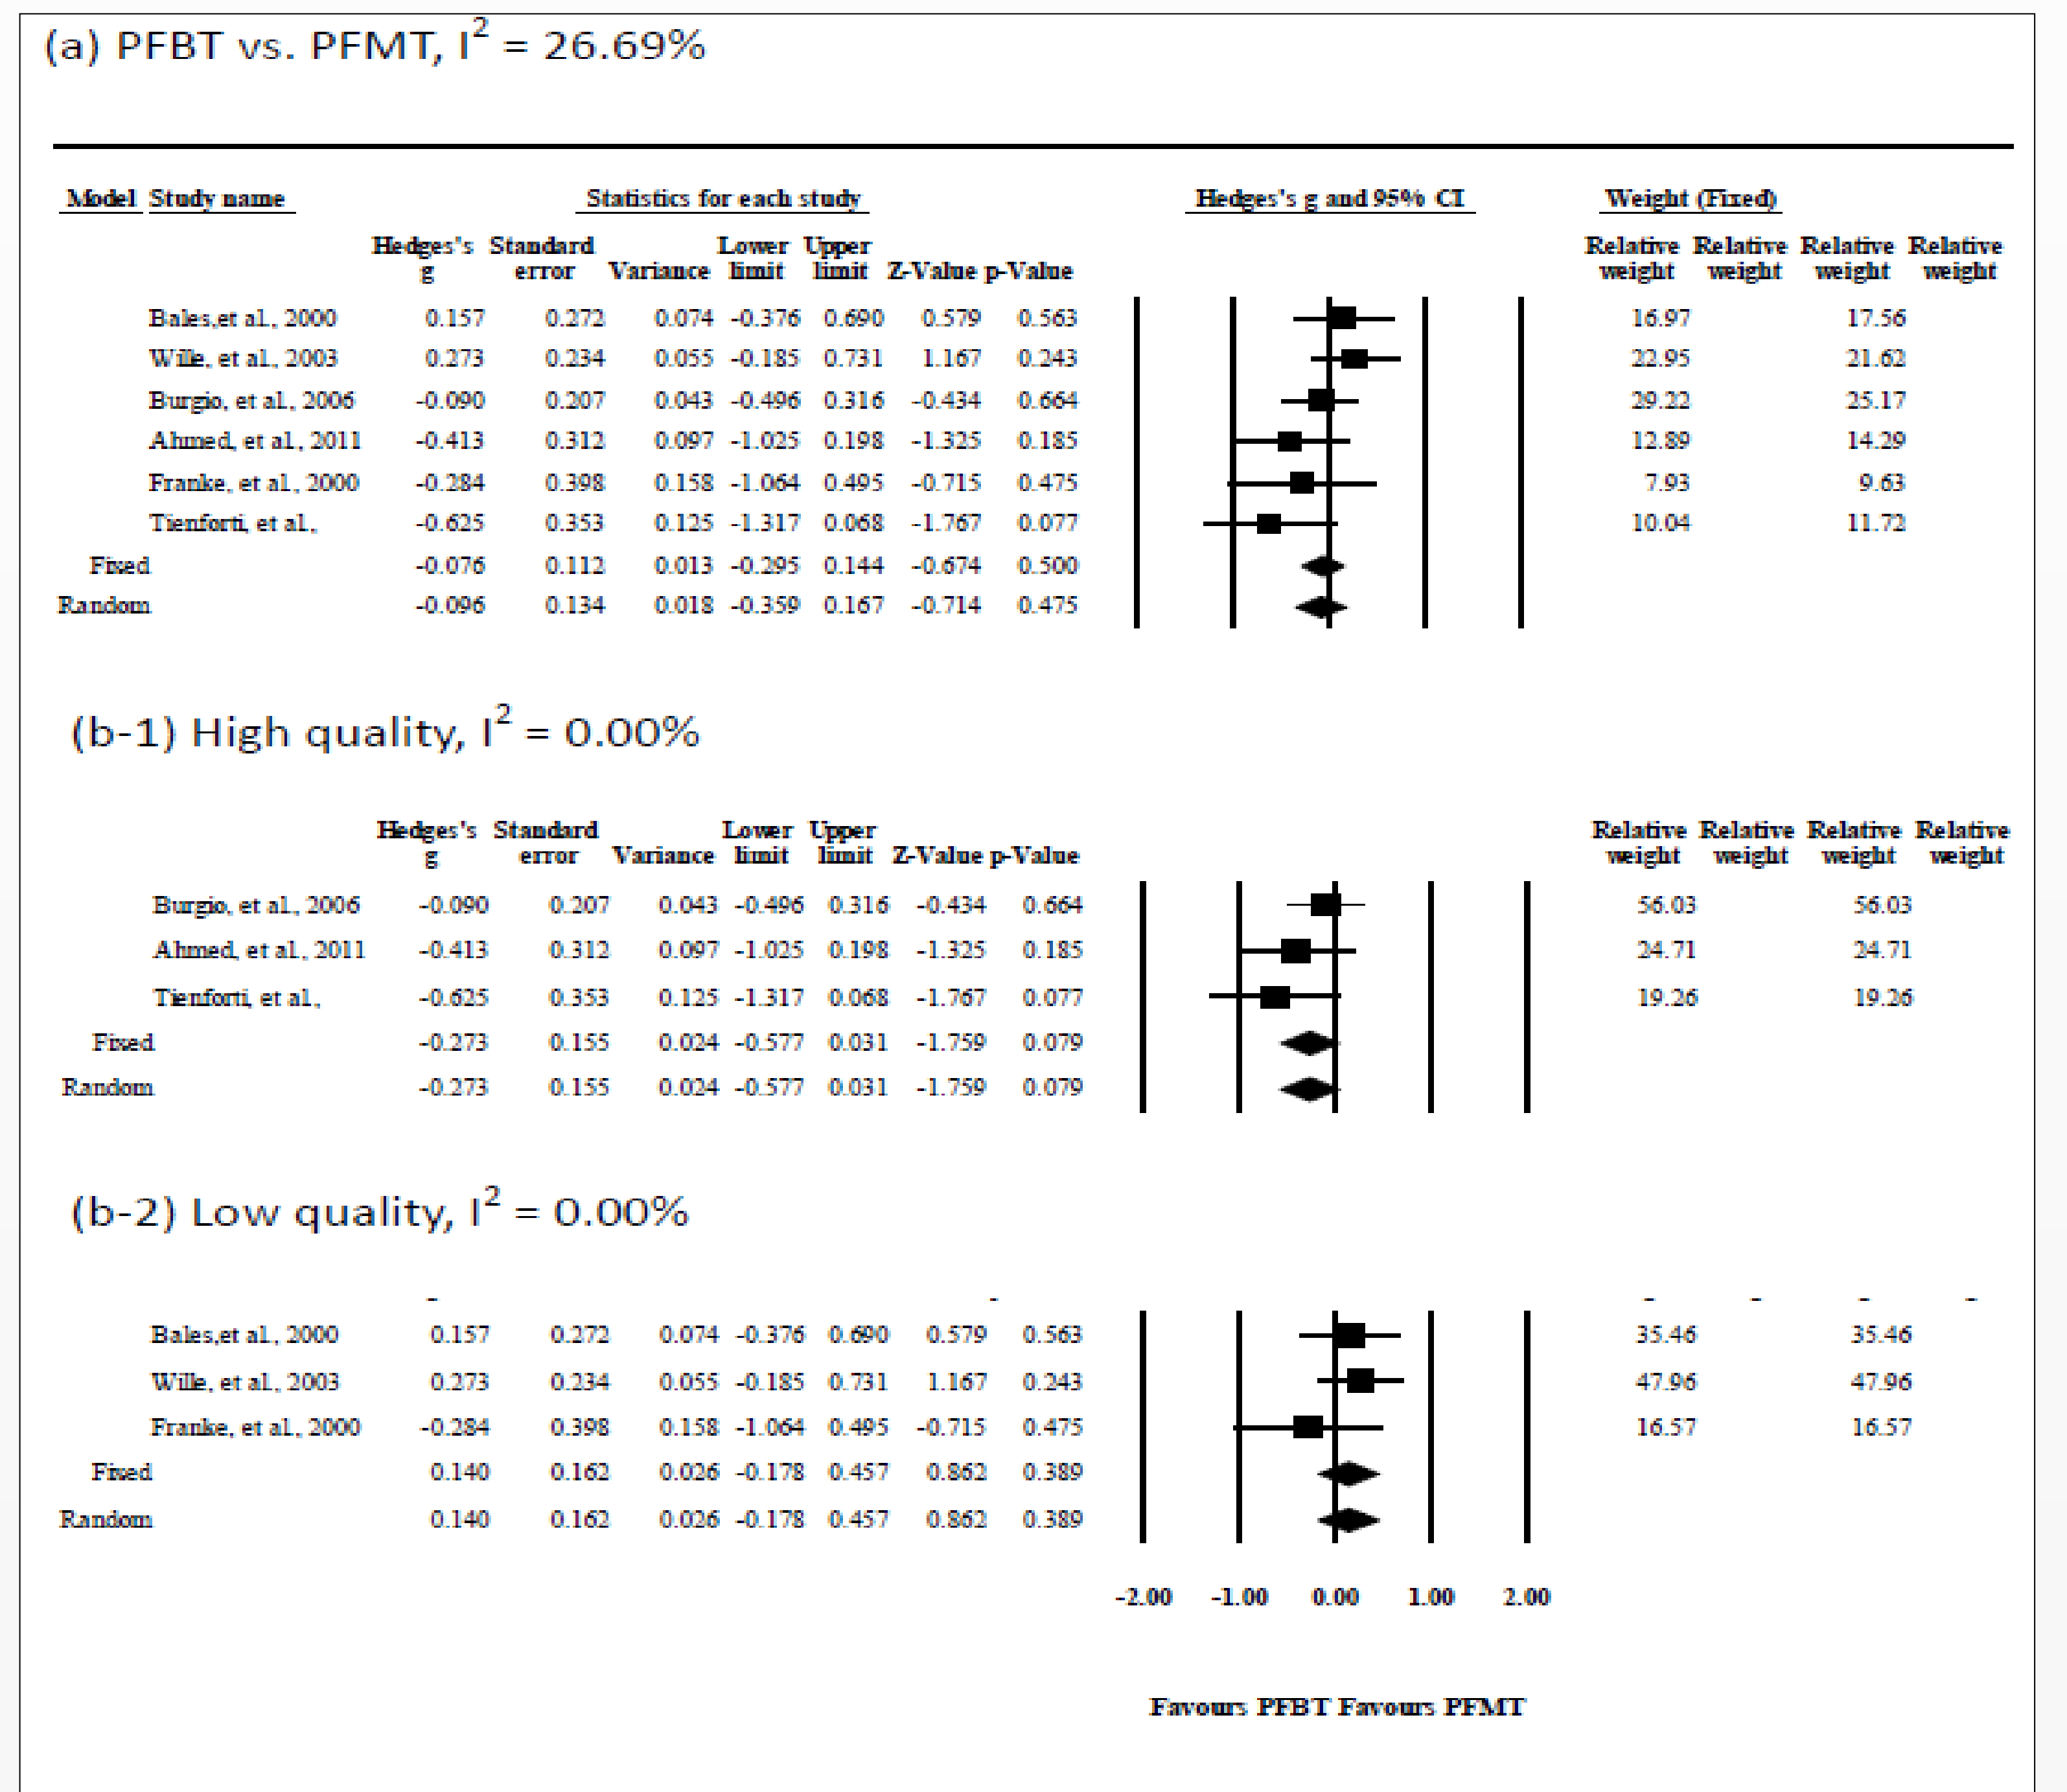 (a) PFBT vs. PFMT, I² = 26.69%
Model Study name Statistics for each study Hedges's g and 95% CI Weight (Fixed)
Hedges's Standard Lower Upper Relative Relative Relative Relative
g error Variance limit limit Z-Value p-Value weight weight weight weight
Bales,et al., 2000 0.157 0.272 0.074 -0.376 0.690 0.579 0.563 16.97 17.56
Wille, et al., 2003 0.273 0.234 0.055 -0.185 0.731 1.167 0.243 22.95 21.62
Burgio, et al., 2006 -0.090 0.207 0.043 -0.496 0.316 -0.434 0.664 29.22 25.17
Ahmed, et al., 2011 -0.413 0.312 0.097 -1.025 0.198 -1.325 0.185 12.89 14.29
Franke, et al., 2000 -0.284 0.398 0.158 -1.064 0.495 -0.715 0.475 7.93 9.63
Tienforti, et al., -0.625 0.353 0.125 -1.317 0.068 -1.767 0.077 10.04 11.72
Fixed -0.076 0.112 0.013 -0.295 0.144 -0.674 0.500
Random -0.096 0.134 0.018 -0.359 0.167 -0.714 0.475
(b-1) High quality, I² = 0.00%
Hedges's Standard Lower Upper Relative Relative Relative Relative
g error Variance limit limit Z-Value p-Value weight weight weight weight
Burgio, et al., 2006 -0.090 0.207 0.043 -0.496 0.316 -0.434 0.664 56.03 56.03
Ahmed, et al., 2011 -0.413 0.312 0.097 -1.025 0.198 -1.325 0.185 24.71 24.71
Tienforti, et al., -0.625 0.353 0.125 -1.317 0.068 -1.767 0.077 19.26 19.26
Fixed -0.273 0.155 0.024 -0.577 0.031 -1.759 0.079
Random -0.273 0.155 0.024 -0.577 0.031 -1.759 0.079
(b-2) Low quality, I² = 0.00%
Bales,et al., 2000 0.157 0.272 0.074 -0.376 0.690 0.579 0.563 35.46 35.46
Wille, et al., 2003 0.273 0.234 0.055 -0.185 0.731 1.167 0.243 47.96 47.96
Franke, et al., 2000 -0.284 0.398 0.158 -1.064 0.495 -0.715 0.475 16.57 16.57
Fixed 0.140 0.162 0.026 -0.178 0.457 0.862 0.389
Random 0.140 0.162 0.026 -0.178 0.457 0.862 0.389
-2.00 -1.00 0.00 1.00 2.00
Favours PFBT Favours PFMT